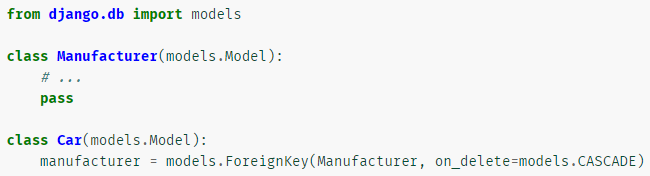 from django.db import models
class Manufacturer(models.Model):
    # ...
    pass
class Car(models.Model):
    manufacturer = models.ForeignKey(Manufacturer, on_delete=models.CASCADE)